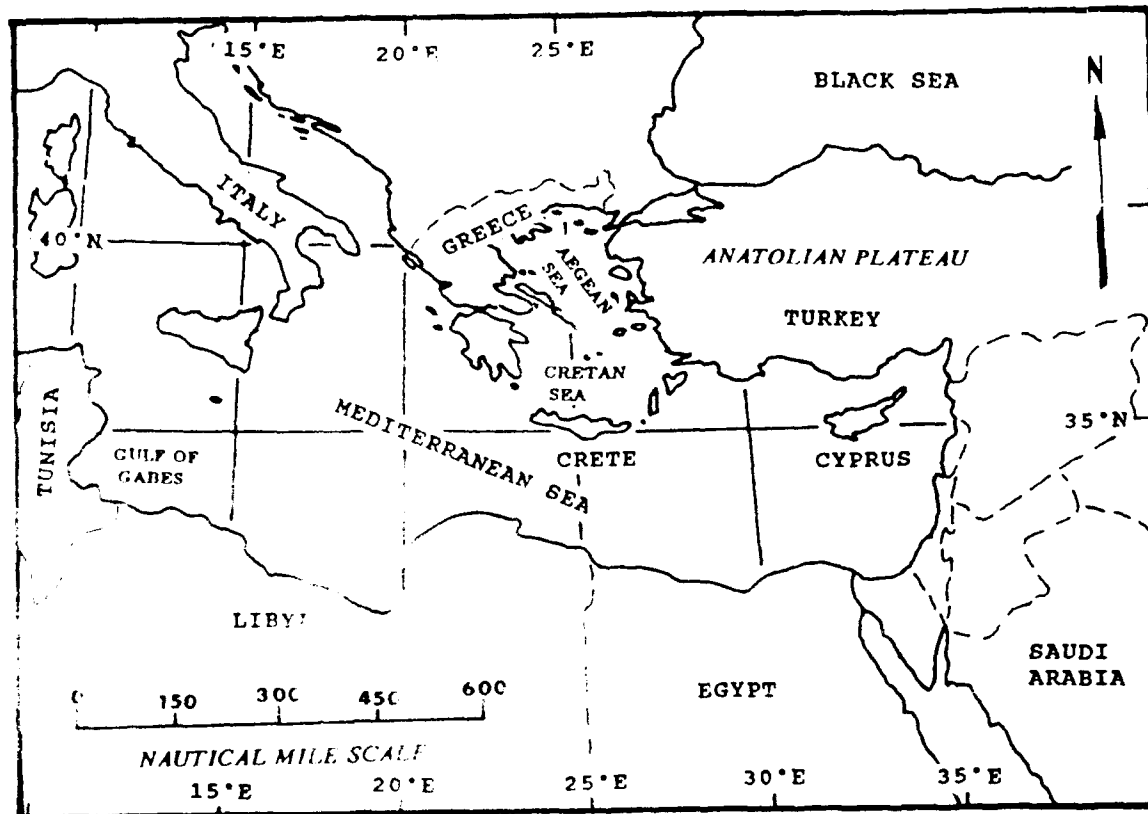 15°E
20°E
25°E
BLACK SEA
N
ITALY
GREECE
40°N
AEGEAN
SEA
ANATOLIAN PLATEAU
TURKEY
CRETAN
SEA
TUNISIA
MEDITERRANEAN SEA
35°N
GULF OF
GABES
CRETE
CYPRUS
SAUDI
ARABIA
EGYPT
150
450
600
NAUTICAL MILE SCALE
15°E
20°E
25°E
30°E
35°E